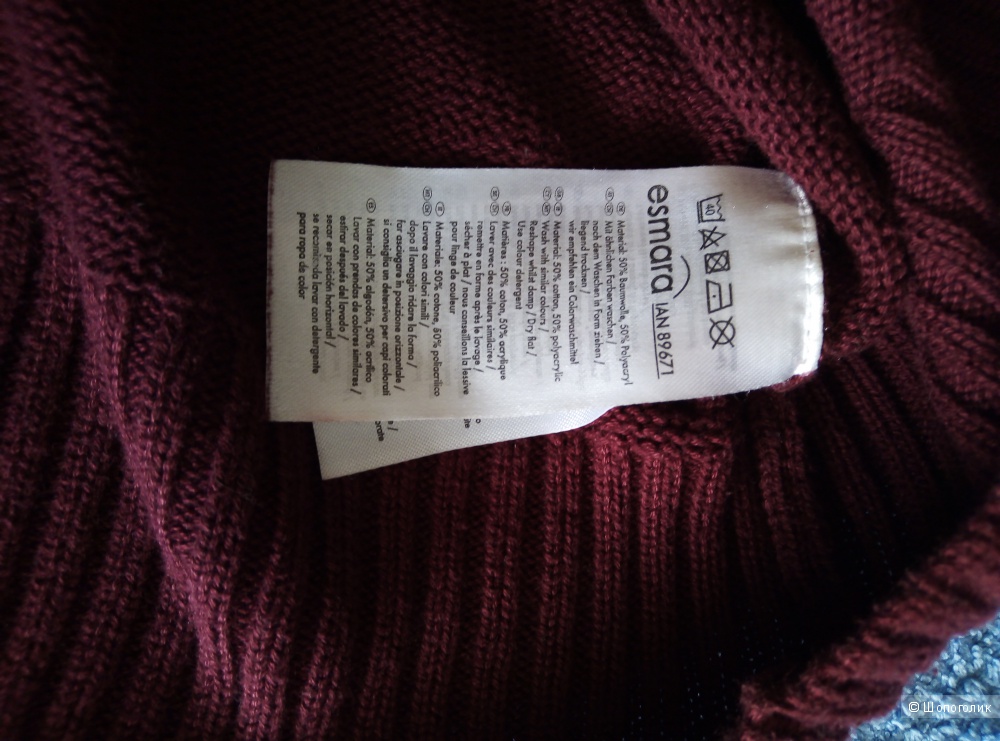 40
esmara
IAN 89671
DE AT CH Material: 50% Baumwolle, 50% Polyacryl
Mit ähnlichen Farben waschen /
nach dem Waschen in Form ziehen /
liegend trocknen /
wir empfehlen ein Colorwaschmittel
Material: 50% cotton, 50% polyacrylic
Wash with similar colours /
Reshape whilst damp / Dry flat /
Use colour detergent
Matières : 50% coton, 50% acrylique
Laver avec des couleurs similaires /
remettre en forme après le lavage /
sécher à plat / nous conseillons la lessive
pour linge de couleur
Materiale: 50% cotone, 50% poliacrilico
Lavare con colori simili /
dopo il lavaggio ridare la forma /
far asciugare in posizione orizzontale /
si consiglia un detersivo per capi colorati
Material: 50% algodón, 50% acrílico
Lavar con prendas de colores similares /
estirar después del lavado /
secar en posición horizontal /
se recomienda lavar con detergente
para ropa de color
© Шопоголик